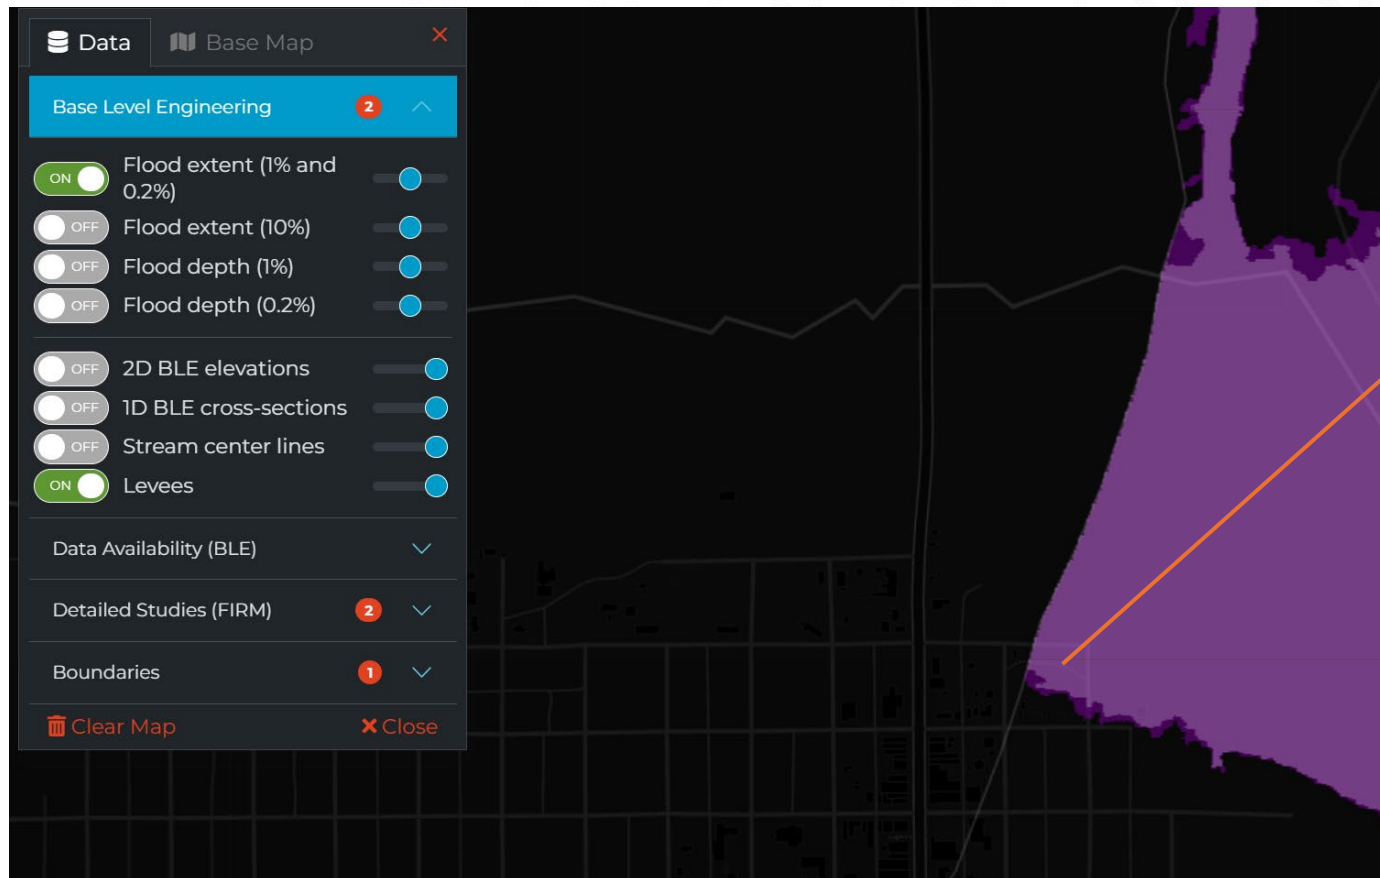 Data
Base Map
Base Level Engineering 2
ON Flood extent (1% and
0.2%)
OFF Flood extent (10%)
OFF Flood depth (1%)
OFF Flood depth (0.2%)
OFF 2D BLE elevations
OFF 1D BLE cross-sections
OFF Stream center lines
ON Levees
Data Availability (BLE)
Detailed Studies (FIRM) 2
Boundaries 1
Clear Map
Close